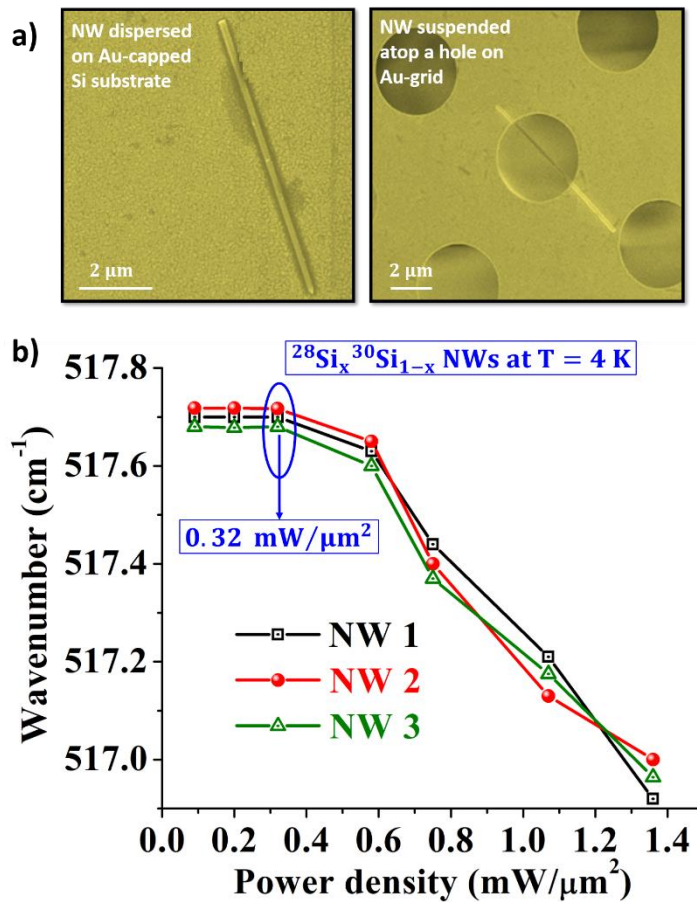 a)
NW dispersed
on Au-capped
Si substrate
2 μm
NW suspended
atop a hole on
Au-grid
2 μm
b)
²⁸Siₓ³⁰Si₁₋ₓ NWs at T = 4 K
0.32 mW/μm²
NW 1
NW 2
NW 3
Wavenumber (cm⁻¹)
517.8
517.6
517.4
517.2
517.0
0.0 0.2 0.4 0.6 0.8 1.0 1.2 1.4
Power density (mW/μm²)